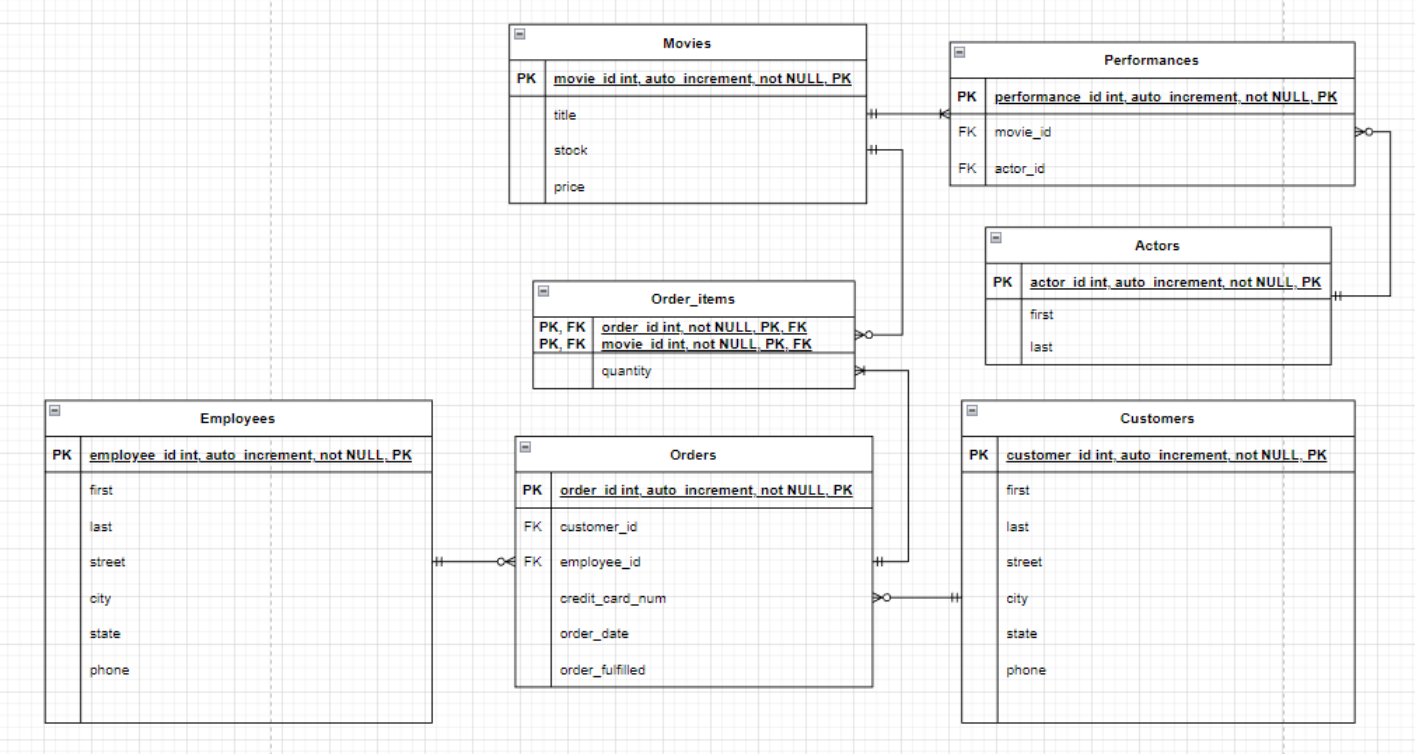 Movies
PK movie_id int, auto_increment, not NULL, PK
title
stock
price
Performances
PK performance_id int, auto_increment, not NULL, PK
FK movie_id
FK actor_id
Actors
PK actor_id int, auto_increment, not NULL, PK
first
last
Order_items
PK, FK order_id int, not NULL, PK, FK
PK, FK movie_id int, not NULL, PK, FK
quantity
Employees
PK employee_id int, auto_increment, not NULL, PK
first
last
street
city
state
phone
Orders
PK order_id int, auto_increment, not NULL, PK
FK customer_id
FK employee_id
credit_card_num
order_date
order_fulfilled
Customers
PK customer_id int, auto_increment, not NULL, PK
first
last
street
city
state
phone